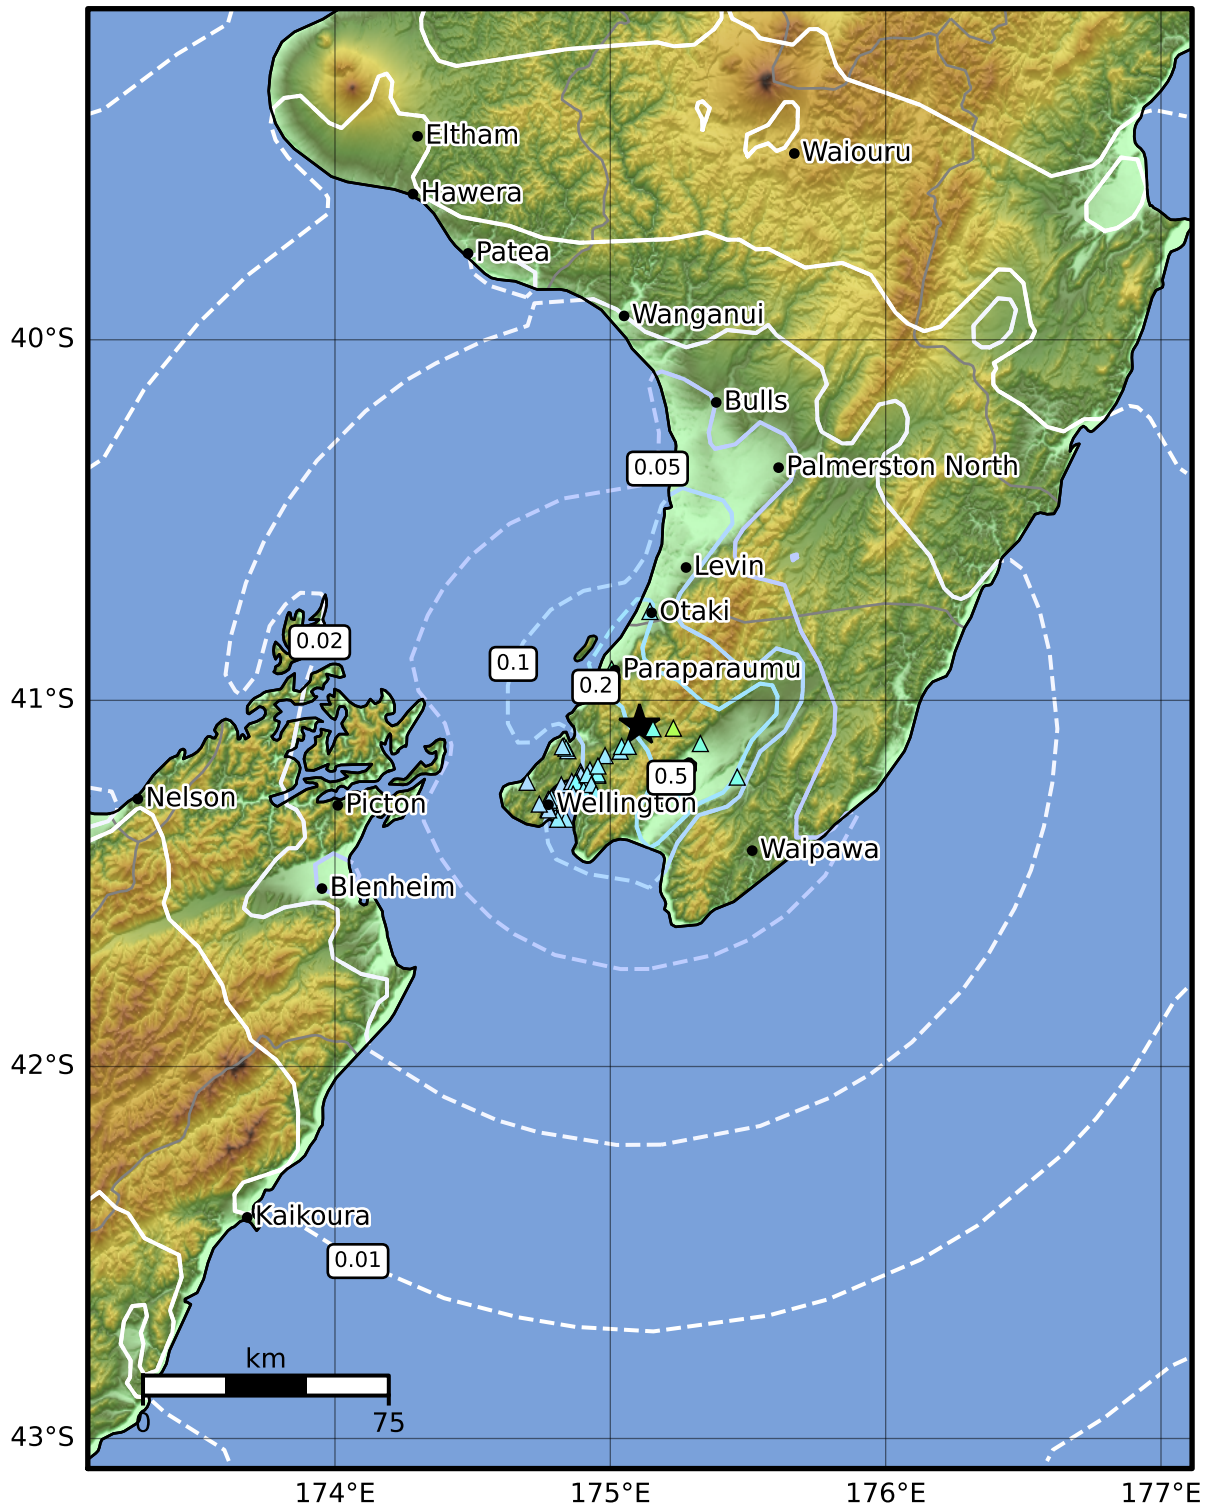 Eltham
Waiouru
Hawera
Patea
Wanganui
40°S
Bulls
Palmerston North
0.05
Levin
Otaki
0.02
0.1
Paraparaumu
0.2
41°S
0.5
Nelson
Picton
Wellington
Waipawa
Blenheim
42°S
Kaikoura
0.01
km
0
75
43°S
174°E
175°E
176°E
177°E